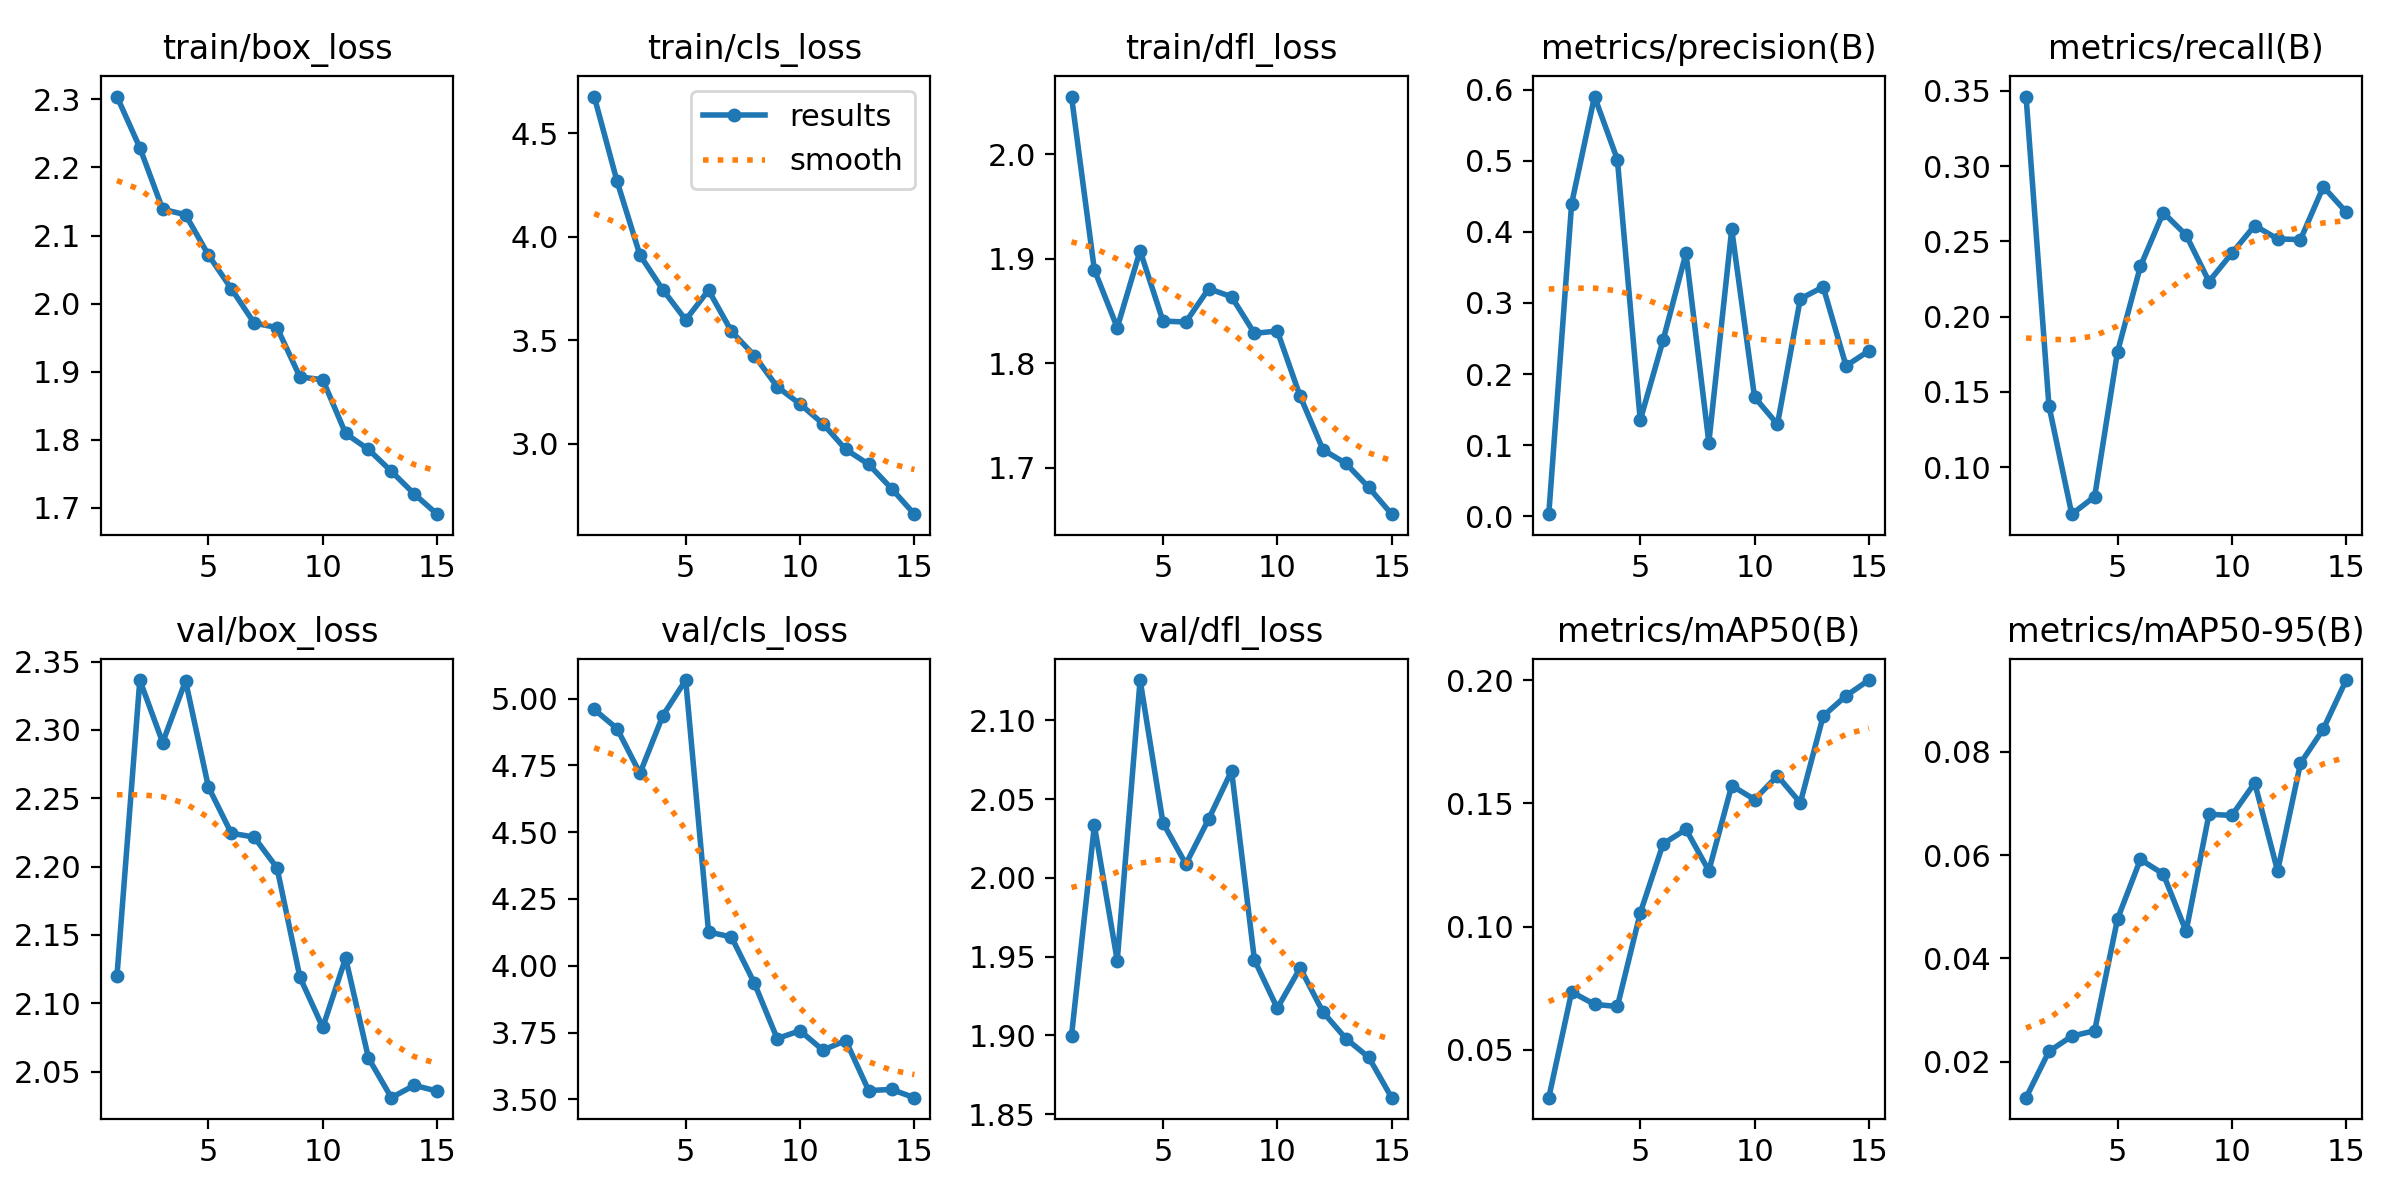 train/box_loss
2.3
2.2
2.1
2.0
1.9
1.8
1.7
5 10 15
train/cls_loss
results
smooth
4.5
4.0
3.5
3.0
5 10 15
train/dfl_loss
2.0
1.9
1.8
1.7
5 10 15
metrics/precision(B)
0.6
0.5
0.4
0.3
0.2
0.1
0.0
5 10 15
metrics/recall(B)
0.35
0.30
0.25
0.20
0.15
0.10
5 10 15
val/box_loss
2.35
2.30
2.25
2.20
2.15
2.10
2.05
5 10 15
val/cls_loss
5.00
4.75
4.50
4.25
4.00
3.75
3.50
5 10 15
val/dfl_loss
2.10
2.05
2.00
1.95
1.90
1.85
5 10 15
metrics/mAP50(B)
0.20
0.15
0.10
0.05
5 10 15
metrics/mAP50-95(B)
0.08
0.06
0.04
0.02
5 10 15